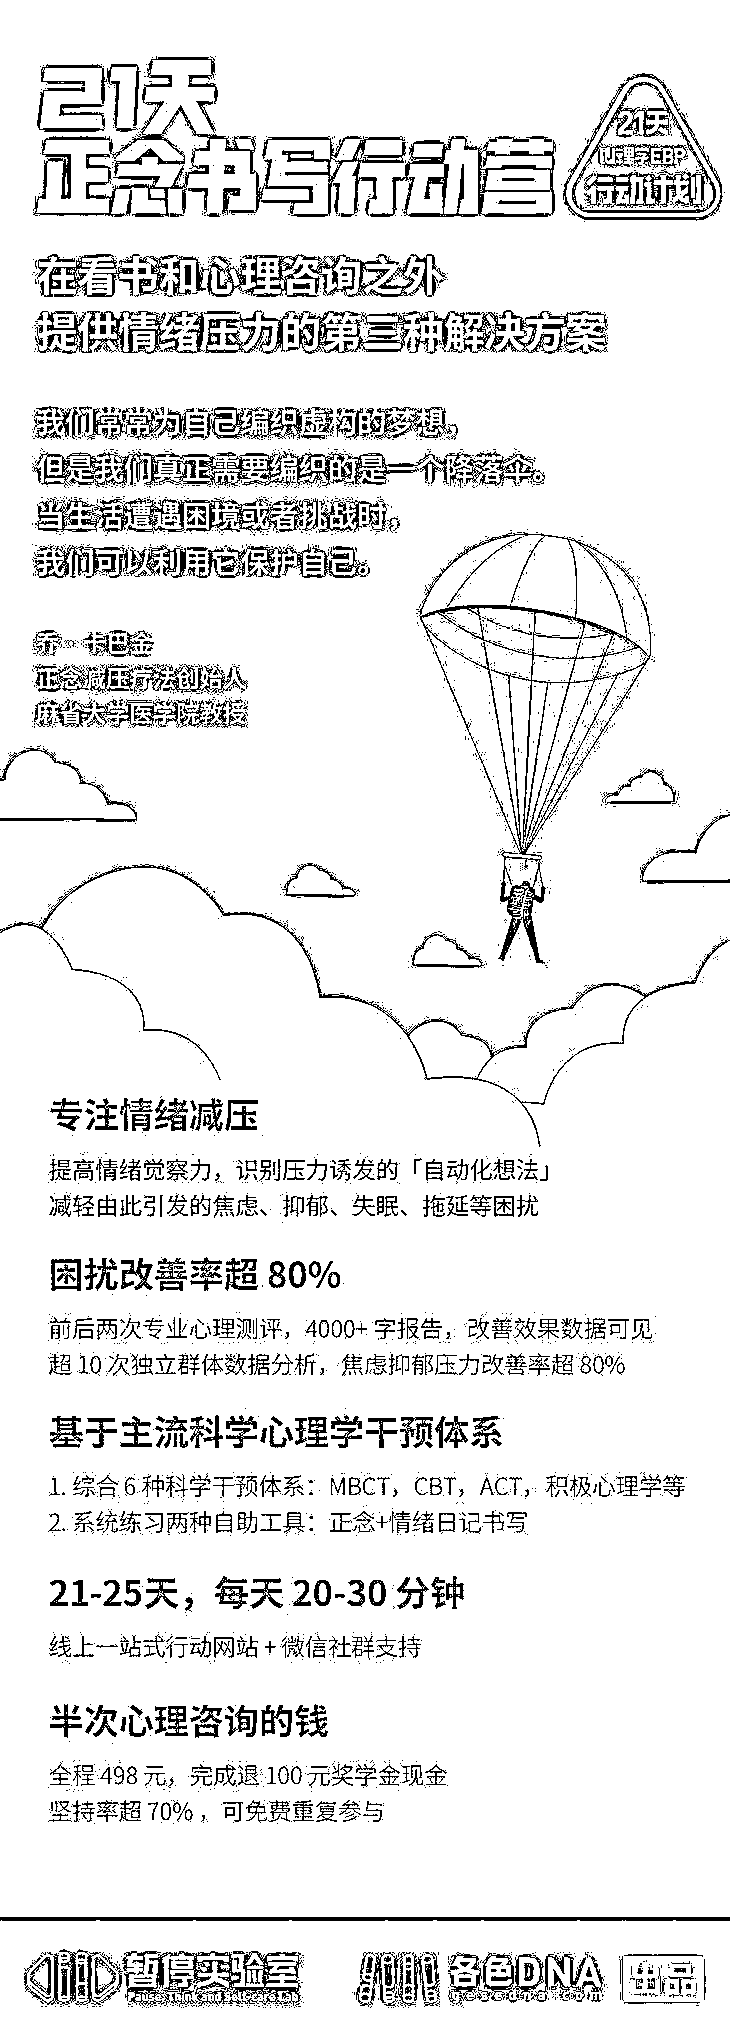 21天
正念书写行动营
21天
心理学EBP
行动计划
在看书和心理咨询之外
提供情绪压力的第三种解决方案
我们常常为自己编织虚构的梦想。
但是我们真正需要编织的是一个降落伞。
当生活遭遇困境或者挑战时，
我们可以利用它保护自己。
乔·卡巴金
正念减压疗法创始人
麻省大学医学院教授
专注情绪减压
提高情绪觉察力，识别压力诱发的「自动化想法」
减轻由此引发的焦虑、抑郁、失眠、拖延等困扰
困扰改善率超 80%
前后两次专业心理测评，4000+ 字报告，改善效果数据可见
超 10 次独立群体数据分析，焦虑抑郁压力改善率超 80%
基于主流科学心理学干预体系
1. 综合 6 种科学干预体系：MBCT，CBT，ACT，积极心理学等
2. 系统练习两种自助工具：正念+情绪日记书写
21-25天，每天 20-30 分钟
线上一站式行动网站 + 微信社群支持
半次心理咨询的钱
全程 498 元，完成退 100 元奖学金现金
坚持率超 70% ，可免费重复参与
暂停实验室
Pause Think and Selfcare Lab
各色DNA
gesedna.com
出品